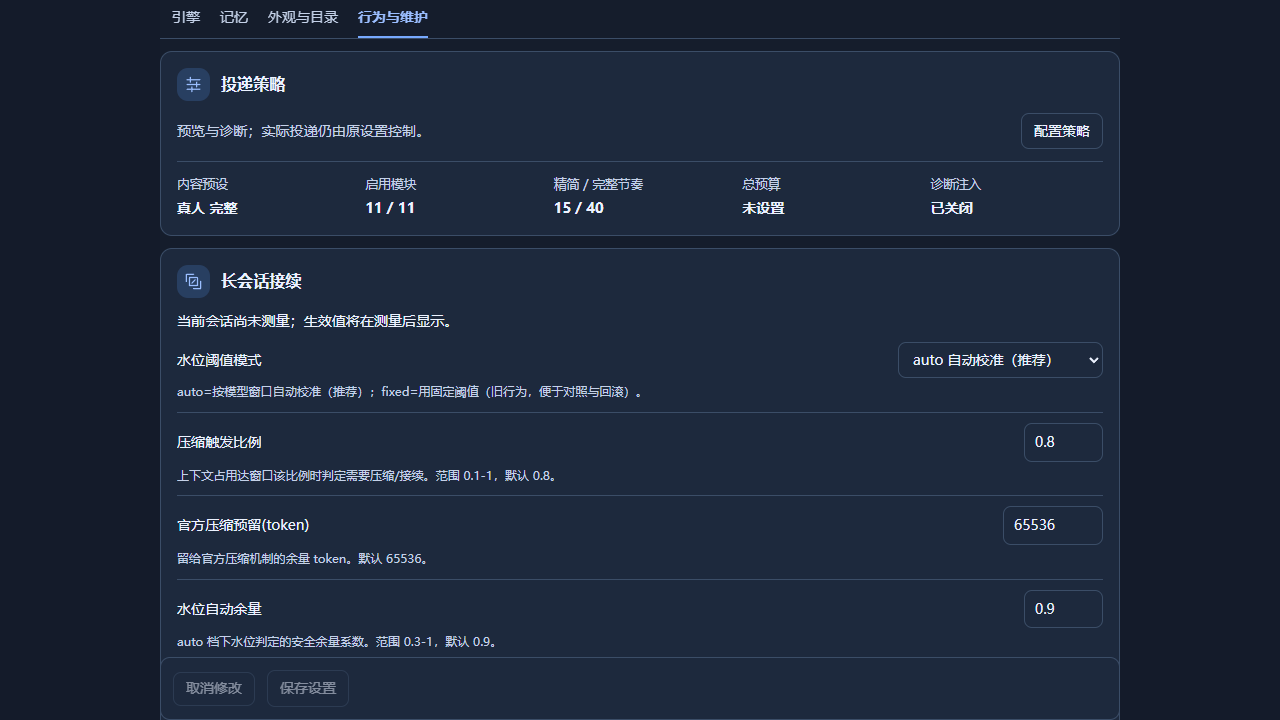 引擎 记忆 外观与目录 行为与维护
投递策略
预览与诊断；实际投递仍由原设置控制。
配置策略
内容预设 启用模块 精简 / 完整节奏 总预算 诊断注入
真人 完整 11 / 11 15 / 40 未设置 已关闭
长会话接续
当前会话尚未测量；生效值将在测量后显示。
水位阈值模式 auto 自动校准（推荐）
auto=按模型窗口自动校准（推荐）；fixed=用固定阈值（旧行为，便于对照与回滚）。
压缩触发比例 0.8
上下文占用达窗口该比例时判定需要压缩/接续。范围 0.1-1，默认 0.8。
官方压缩预留(token) 65536
留给官方压缩机制的余量 token。默认 65536。
水位自动余量 0.9
auto 档下水位判定的安全余量系数。范围 0.3-1，默认 0.9。
取消修改 保存设置